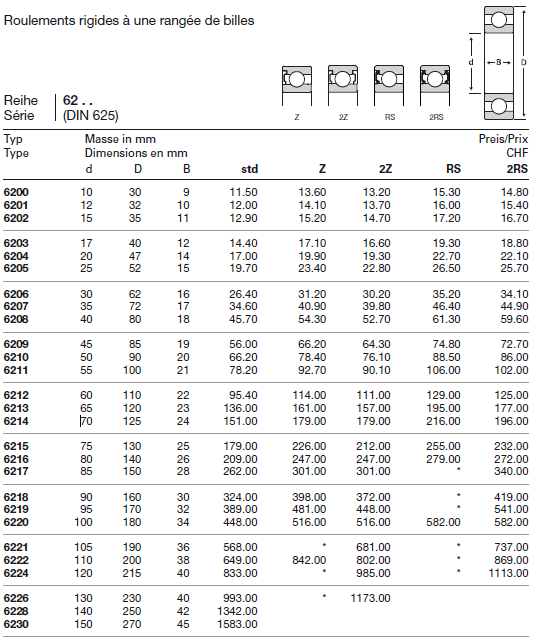 Roulements rigides à une rangée de billes
d B D
Reihe 62 . .
Série (DIN 625)
Z 2Z RS 2RS
Typ Masse in mm Preis/Prix
Type Dimensions en mm CHF
d D B std Z 2Z RS 2RS
6200 10 30 9 11.50 13.60 13.20 15.30 14.80
6201 12 32 10 12.00 14.10 13.70 16.00 15.40
6202 15 35 11 12.90 15.20 14.70 17.20 16.70
6203 17 40 12 14.40 17.10 16.60 19.30 18.80
6204 20 47 14 17.00 19.90 19.30 22.70 22.10
6205 25 52 15 19.70 23.40 22.80 26.50 25.70
6206 30 62 16 26.40 31.20 30.20 35.20 34.10
6207 35 72 17 34.60 40.90 39.80 46.40 44.90
6208 40 80 18 45.70 54.30 52.70 61.30 59.60
6209 45 85 19 56.00 66.20 64.30 74.80 72.70
6210 50 90 20 66.20 78.40 76.10 88.50 86.00
6211 55 100 21 78.20 92.70 90.10 106.00 102.00
6212 60 110 22 95.40 114.00 111.00 129.00 125.00
6213 65 120 23 136.00 161.00 157.00 195.00 177.00
6214 70 125 24 151.00 179.00 179.00 216.00 196.00
6215 75 130 25 179.00 226.00 212.00 255.00 232.00
6216 80 140 26 209.00 247.00 247.00 279.00 272.00
6217 85 150 28 262.00 301.00 301.00 * 340.00
6218 90 160 30 324.00 398.00 372.00 * 419.00
6219 95 170 32 389.00 481.00 448.00 * 541.00
6220 100 180 34 448.00 516.00 516.00 582.00 582.00
6221 105 190 36 568.00 * 681.00 * 737.00
6222 110 200 38 649.00 842.00 802.00 * 869.00
6224 120 215 40 833.00 * 985.00 * 1113.00
6226 130 230 40 993.00 * 1173.00
6228 140 250 42 1342.00
6230 150 270 45 1583.00